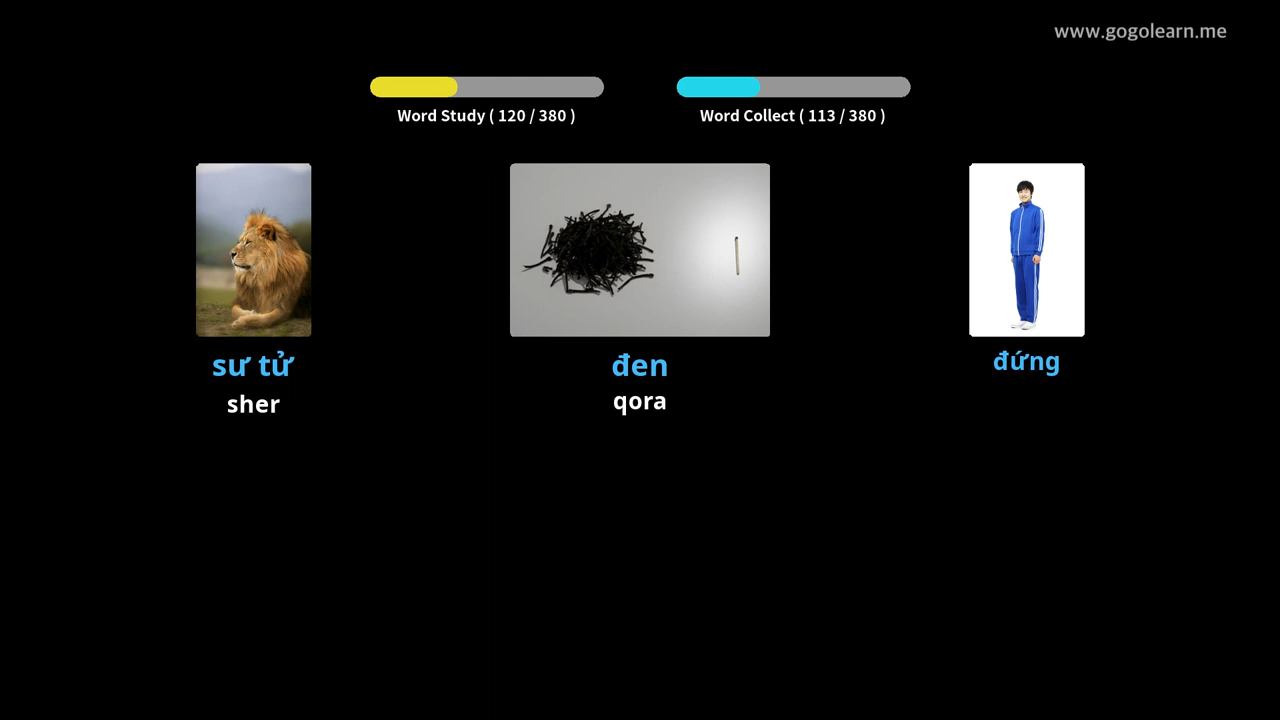 www.gogolearn.me
Word Study ( 120 / 380 )
Word Collect ( 113 / 380 )
sư tử
sher
đen
qora
đứng